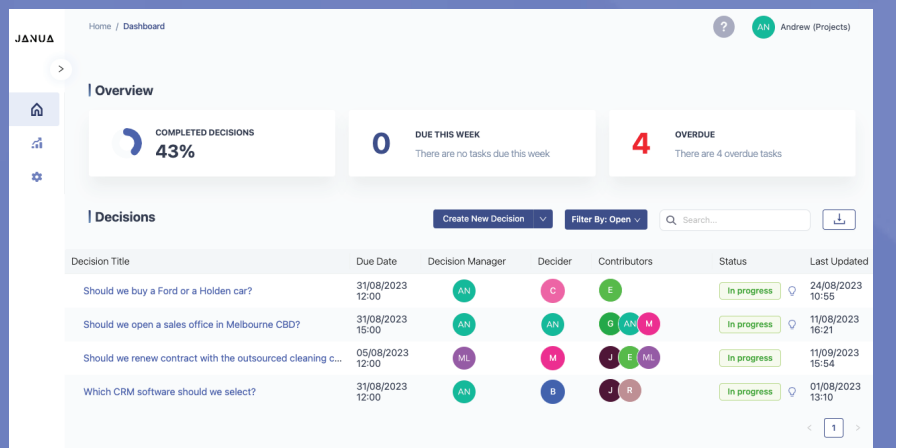 JANUA
Home / Dashboard
?
AN Andrew (Projects)
>
Overview
COMPLETED DECISIONS
43%
0
DUE THIS WEEK
There are no tasks due this week
4
OVERDUE
There are 4 overdue tasks
Decisions
Create New Decision
Filter By: Open
Search...
Decision Title Due Date Decision Manager Decider Contributors Status Last Updated
Should we buy a Ford or a Holden car? 31/08/2023 12:00 AN C E In progress 24/08/2023 10:55
Should we open a sales office in Melbourne CBD? 31/08/2023 15:00 AN AN G AN M In progress 11/08/2023 16:21
Should we renew contract with the outsourced cleaning c... 05/08/2023 12:00 ML M J E ML In progress 11/09/2023 15:54
Which CRM software should we select? 31/08/2023 12:00 AN B J R In progress 01/08/2023 13:10
< 1 >